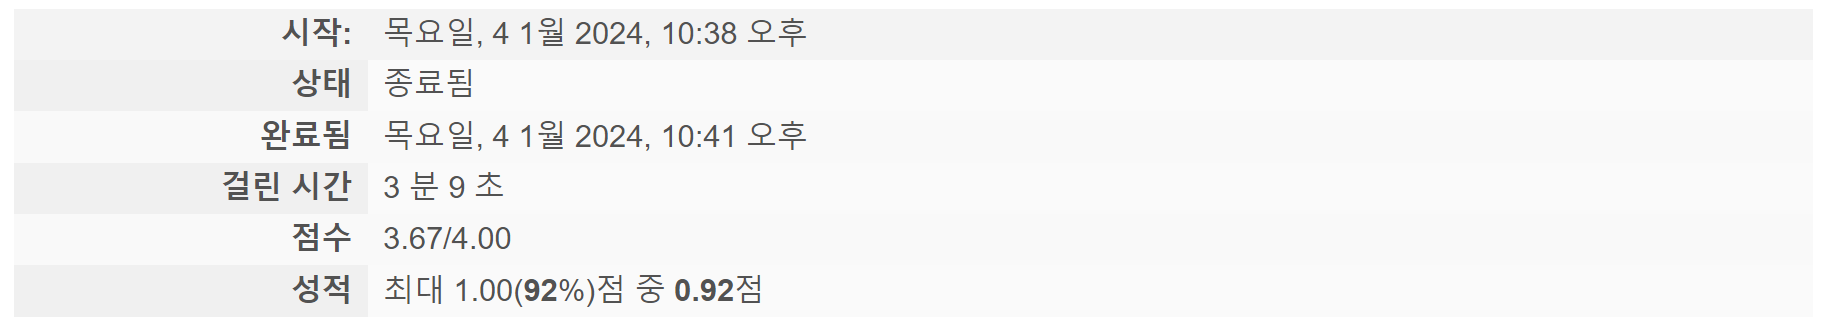 시작: 목요일, 4 1월 2024, 10:38 오후
상태 종료됨
완료됨 목요일, 4 1월 2024, 10:41 오후
걸린 시간 3 분 9 초
점수 3.67/4.00
성적 최대 1.00(92%)점 중 0.92점